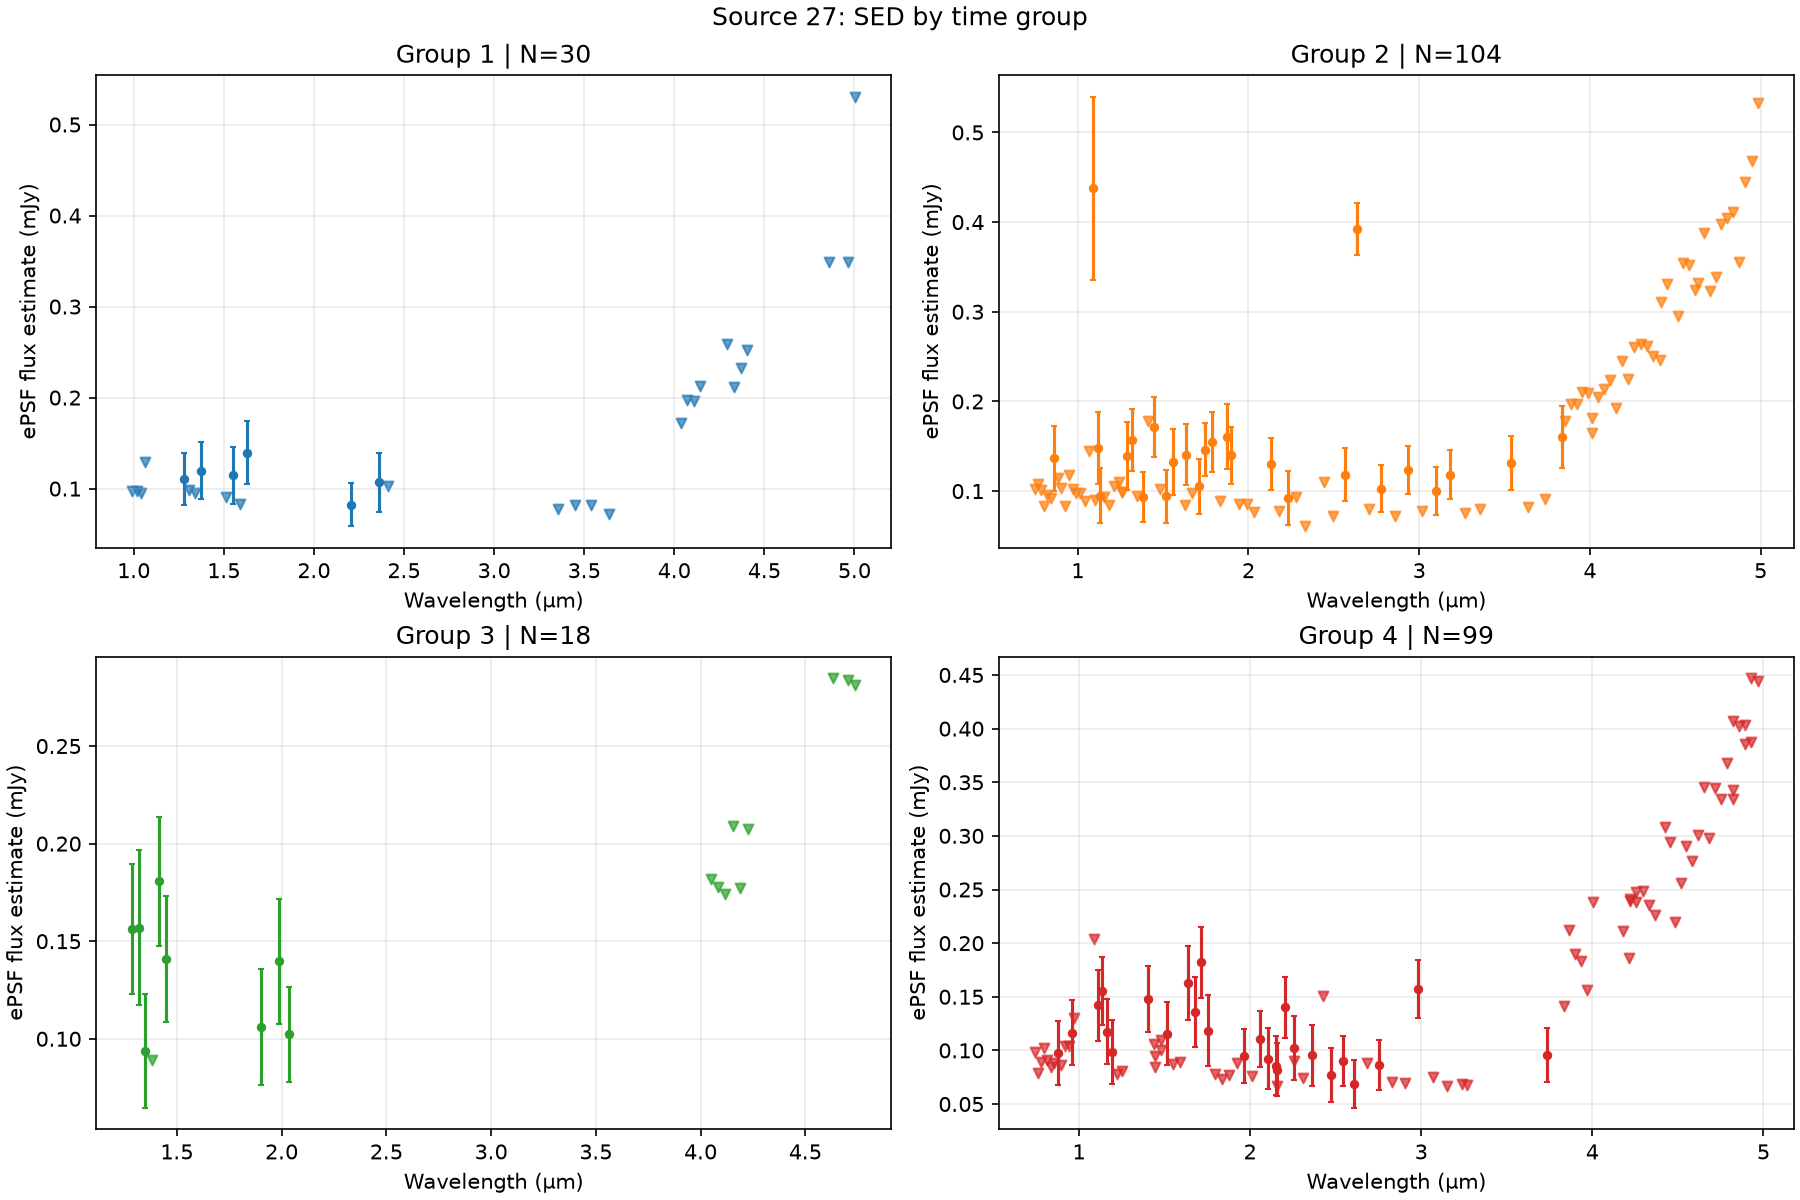 Source 27: SED by time group
Group 1 | N=30
ePSF flux estimate (mJy)
0.5
0.4
0.3
0.2
0.1
1.0 1.5 2.0 2.5 3.0 3.5 4.0 4.5 5.0
Wavelength (μm)
Group 2 | N=104
ePSF flux estimate (mJy)
0.5
0.4
0.3
0.2
0.1
1 2 3 4 5
Wavelength (μm)
Group 3 | N=18
ePSF flux estimate (mJy)
0.25
0.20
0.15
0.10
1.5 2.0 2.5 3.0 3.5 4.0 4.5
Wavelength (μm)
Group 4 | N=99
ePSF flux estimate (mJy)
0.45
0.40
0.35
0.30
0.25
0.20
0.15
0.10
0.05
1 2 3 4 5
Wavelength (μm)